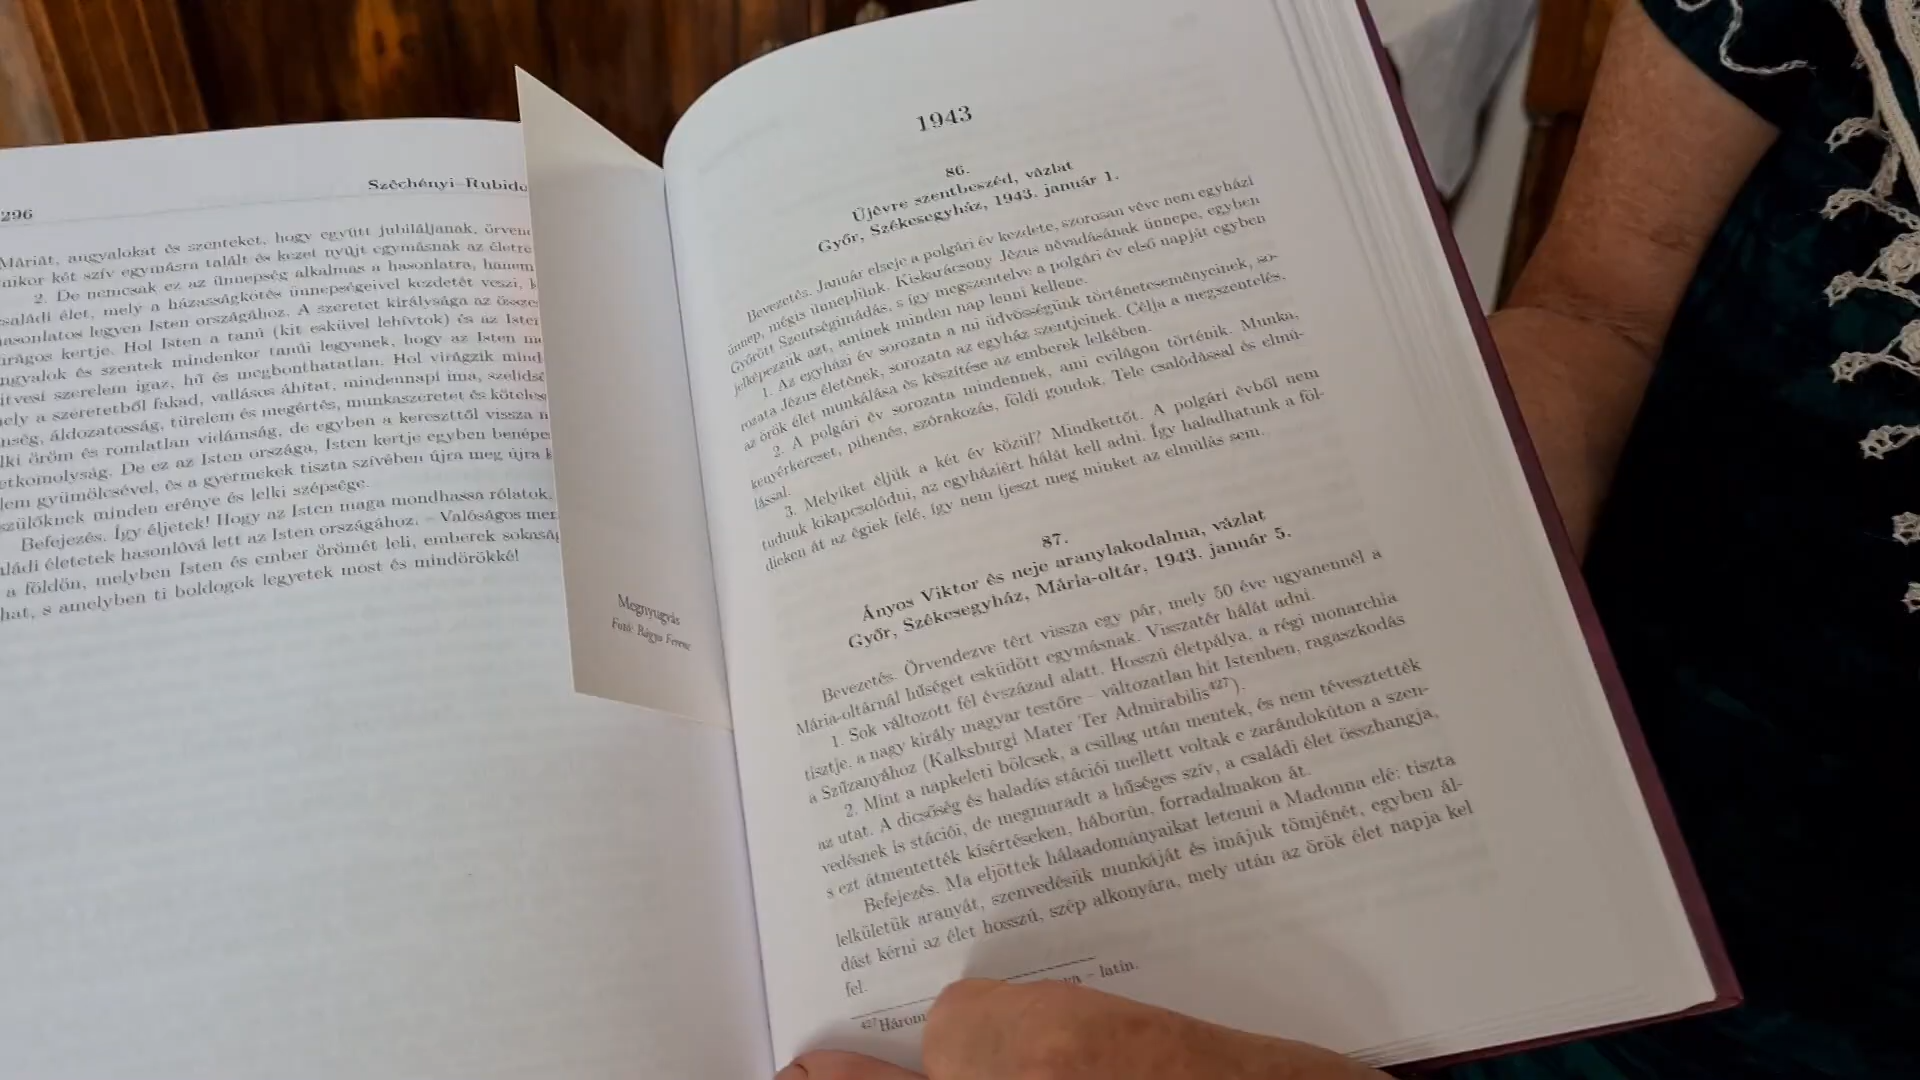 296
Széchényi–Rubido
Máriát, angyalokat és szenteket, hogy együtt jubiláljanak,
mikor két szív egymásra talált és kezet nyújt egymásnak az életre
2. De nemcsak ez az ünnepség alkalmas a hasonlatra, hanem
családi élet, mely a házasságkötés ünnepségeivel kezdetét veszi,
hasonlatos legyen Isten országához. A szeretet királysága az
virágos kertje. Hol Isten a tanú (kit esküvel lehívtok) és az
angyalok és szentek mindenkor tanúi legyenek, hogy az Isten
hitvesi szerelem igaz, hű és megbonthatatlan. Hol virágzik mind
mely a szeretetből fakad, vallásos áhítat, mindennapi ima,
áldozatosság, türelem és megértés, munkaszeretet és
lelki öröm és romlatlan vidámság, de egyben a kereszttől vissza
De ez az Isten országa, Isten kertje egyben
gyümölcsével, és a gyermekek tiszta szívében újra meg újra
szülőknek minden erénye és lelki szépsége.
Befejezés. Így éljetek! Hogy az Isten maga mondhassa rólatok,
családi életetek hasonlóvá lett az Isten országához. – Valóságos
a földön, melyben Isten és ember örömét leli, emberek
hat, s amelyben ti boldogok legyetek most és mindörökké!
Megnyugvás
Fotó: Bágya Ferenc
1943
86.
Újévre szentbeszéd, vázlat
Győr, Székesegyház, 1943. január 1.
Bevezetés. Január elseje a polgári év kezdete, szorosan véve nem egyházi
ünnep, mégis ünneplünk. Kiskarácsony Jézus névadásának ünnepe, egyben
Győrött Szentségimádás, s így megszentelve a polgári év első napját egyben
jelképezzük azt, aminek minden nap lenni kellene.
1. Az egyházi év sorozata a mi üdvösségünk történeteseményeinek, so-
rozata Jézus életének, sorozata az egyház szentjeinek. Célja a megszentelés,
az örök élet munkálása és készítése az emberek lelkében.
2. A polgári év sorozata mindennek, ami evilágon történik. Munka,
kenyérkereset, pihenés, szórakozás, földi gondok. Tele csalódással és elmú-
lással.
3. Melyiket éljük a két év közül? Mindkettőt. A polgári évből nem
tudunk kikapcsolódni, az egyháziért hálát kell adni. Így haladhatunk a föl-
dieken át az égiek felé, így nem ijeszt meg minket az elmúlás sem.
87.
Ányos Viktor és neje aranylakodalma, vázlat
Győr, Székesegyház, Mária-oltár, 1943. január 5.
Bevezetés. Örvendezve tért vissza egy pár, mely 50 éve ugyanennél a
Mária-oltárnál hűséget esküdött egymásnak. Visszatér hálát adni.
1. Sok változott fél évszázad alatt. Hosszú életpálya, a régi monarchia
tisztje, a nagy király magyar testőre – változatlan hit Istenben, ragaszkodás
a Szűzanyához (Kalksburgi Mater Ter Admirabilis⁴²⁷).
2. Mint a napkeleti bölcsek, a csillag után mentek, és nem tévesztették
az utat. A dicsőség és haladás stációi mellett voltak e zarándokúton a szen-
vedésnek is stációi, de megmaradt a hűséges szív, a családi élet összhangja,
s ezt átmentették kísértéseken, háborún, forradalmakon át.
Befejezés. Ma eljöttek hálaadományaikat letenni a Madonna elé: tiszta
lelkületük aranyát, szenvedésük munkáját és imájuk tömjénét, egyben ál-
dást kérni az élet hosszú, szép alkonyára, mely után az örök élet napja kel
fel.
⁴²⁷Három – latin.